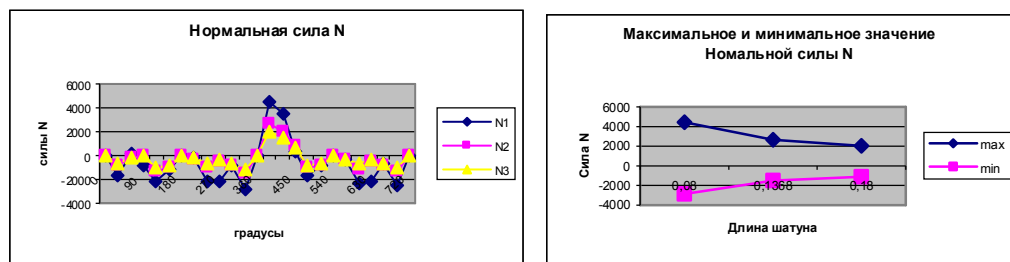 Нормальная сила N
6000
4000
2000
0
-2000
-4000
силы N
0
90
180
360
450
540
градусы
N1
N2
N3
Максимальное и минимальное значение
Номальной силы N
6000
4000
2000
0
-2000
-4000
Сила N
0,08
0,1368
0,18
Длина шатуна
max
min